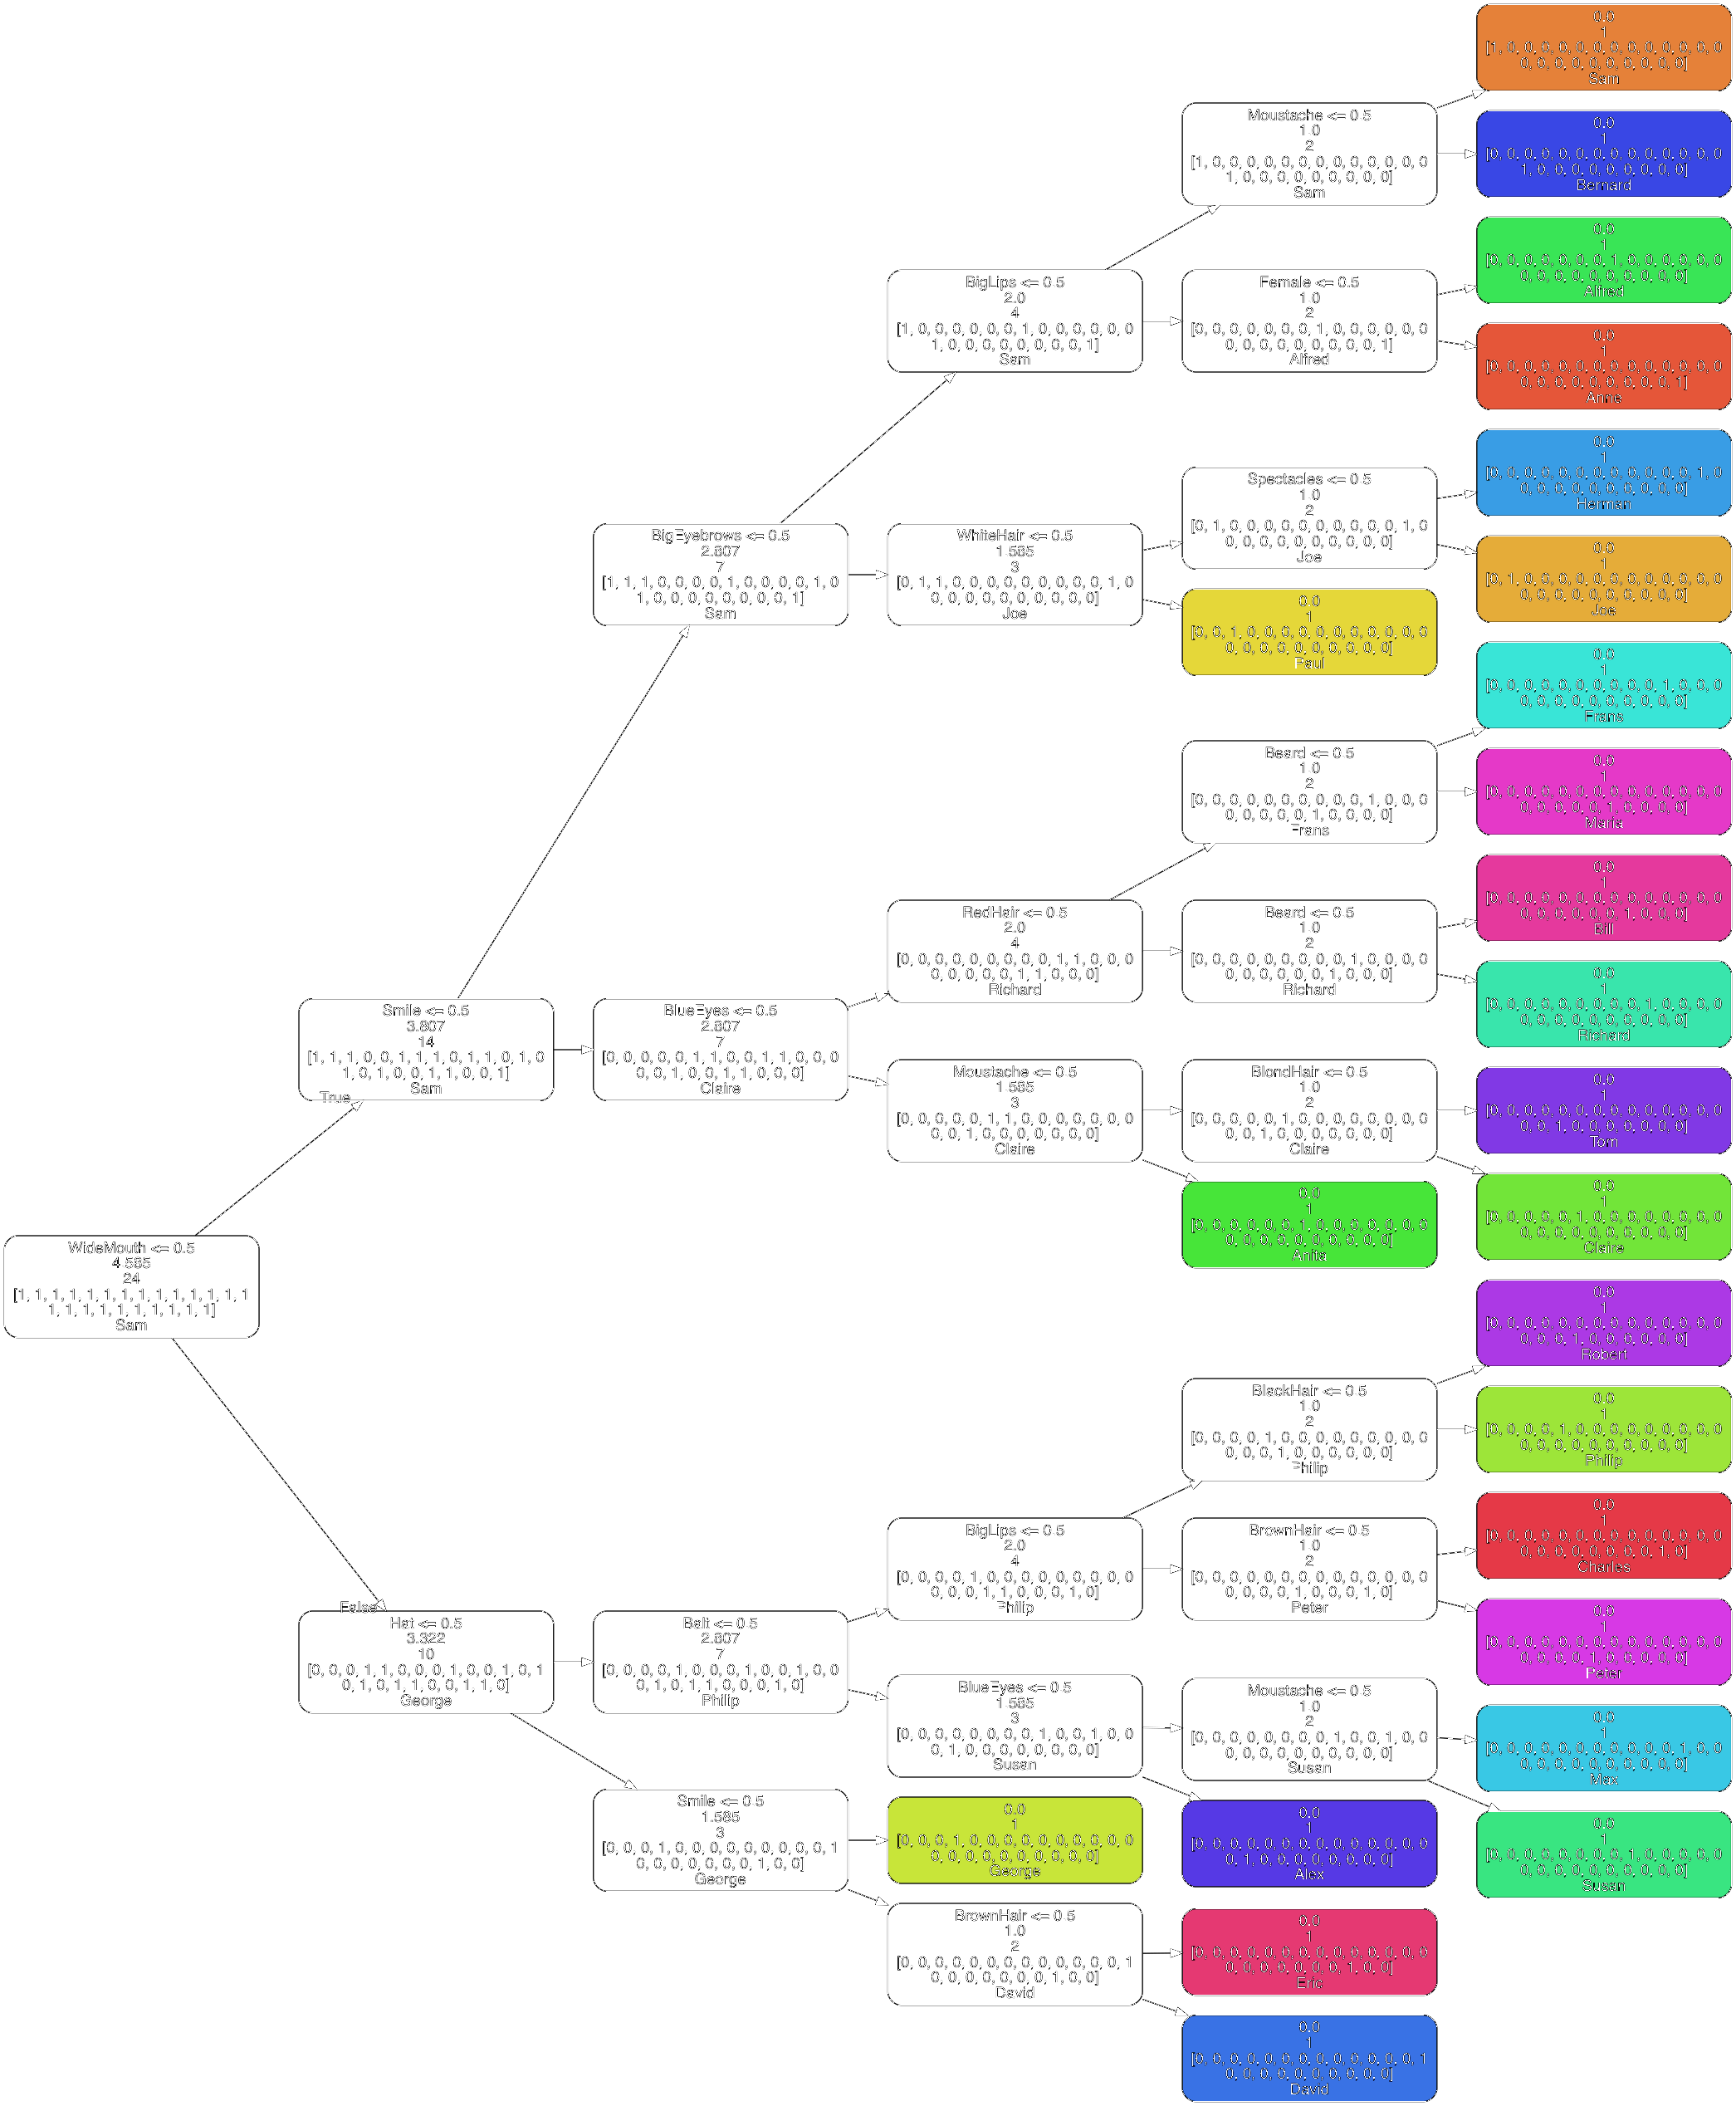 WideMouth <= 0.5
4.585
24
[1, 1, 1, 1, 1, 1, 1, 1, 1, 1, 1, 1, 1, 1
1, 1, 1, 1, 1, 1, 1, 1, 1, 1]
Sam
Smile <= 0.5
3.807
14
[1, 1, 1, 0, 0, 1, 1, 1, 0, 1, 1, 0, 1, 0
1, 0, 1, 0, 0, 1, 1, 0, 0, 1]
Sam
True
False
Hat <= 0.5
3.322
10
[0, 0, 0, 1, 1, 0, 0, 0, 1, 0, 0, 1, 0, 1
0, 1, 0, 1, 1, 0, 0, 1, 1, 0]
George
BigEyebrows <= 0.5
2.807
7
[1, 1, 1, 0, 0, 0, 0, 1, 0, 0, 0, 0, 1, 0
1, 0, 0, 0, 0, 0, 0, 0, 0, 1]
Sam
BlueEyes <= 0.5
2.807
7
[0, 0, 0, 0, 0, 1, 1, 0, 0, 1, 1, 0, 0, 0
0, 0, 1, 0, 0, 1, 1, 0, 0, 0]
Claire
Balt <= 0.5
2.807
7
[0, 0, 0, 0, 1, 0, 0, 0, 1, 0, 0, 1, 0, 0
0, 1, 0, 1, 1, 0, 0, 0, 1, 0]
Philip
Smile <= 0.5
1.585
3
[0, 0, 0, 1, 0, 0, 0, 0, 0, 0, 0, 0, 0, 1
0, 0, 0, 0, 0, 0, 0, 1, 0, 0]
George
BigLips <= 0.5
2.0
4
[1, 0, 0, 0, 0, 0, 0, 1, 0, 0, 0, 0, 0, 0
1, 0, 0, 0, 0, 0, 0, 0, 0, 1]
Sam
WhiteHair <= 0.5
1.585
3
[0, 1, 1, 0, 0, 0, 0, 0, 0, 0, 0, 0, 1, 0
0, 0, 0, 0, 0, 0, 0, 0, 0, 0]
Joe
RedHair <= 0.5
2.0
4
[0, 0, 0, 0, 0, 0, 0, 0, 0, 1, 1, 0, 0, 0
0, 0, 0, 0, 0, 1, 1, 0, 0, 0]
Richard
Moustache <= 0.5
1.585
3
[0, 0, 0, 0, 0, 1, 1, 0, 0, 0, 0, 0, 0, 0
0, 0, 1, 0, 0, 0, 0, 0, 0, 0]
Claire
BigLips <= 0.5
2.0
4
[0, 0, 0, 0, 1, 0, 0, 0, 0, 0, 0, 0, 0, 0
0, 0, 0, 1, 1, 0, 0, 0, 1, 0]
Philip
BlueEyes <= 0.5
1.585
3
[0, 0, 0, 0, 0, 0, 0, 0, 1, 0, 0, 1, 0, 0
0, 1, 0, 0, 0, 0, 0, 0, 0, 0]
Susan
0.0
1
[0, 0, 0, 1, 0, 0, 0, 0, 0, 0, 0, 0, 0, 0
0, 0, 0, 0, 0, 0, 0, 0, 0, 0]
George
BrownHair <= 0.5
1.0
2
[0, 0, 0, 0, 0, 0, 0, 0, 0, 0, 0, 0, 0, 1
0, 0, 0, 0, 0, 0, 0, 1, 0, 0]
David
Moustache <= 0.5
1.0
2
[1, 0, 0, 0, 0, 0, 0, 0, 0, 0, 0, 0, 0, 0
1, 0, 0, 0, 0, 0, 0, 0, 0, 0]
Sam
Female <= 0.5
1.0
2
[0, 0, 0, 0, 0, 0, 0, 1, 0, 0, 0, 0, 0, 0
0, 0, 0, 0, 0, 0, 0, 0, 0, 1]
Alfred
Spectacles <= 0.5
1.0
2
[0, 1, 0, 0, 0, 0, 0, 0, 0, 0, 0, 0, 1, 0
0, 0, 0, 0, 0, 0, 0, 0, 0, 0]
Joe
0.0
1
[0, 0, 1, 0, 0, 0, 0, 0, 0, 0, 0, 0, 0, 0
0, 0, 0, 0, 0, 0, 0, 0, 0, 0]
Paul
Beard <= 0.5
1.0
2
[0, 0, 0, 0, 0, 0, 0, 0, 0, 0, 1, 0, 0, 0
0, 0, 0, 0, 0, 1, 0, 0, 0, 0]
Frans
Beard <= 0.5
1.0
2
[0, 0, 0, 0, 0, 0, 0, 0, 0, 1, 0, 0, 0, 0
0, 0, 0, 0, 0, 0, 1, 0, 0, 0]
Richard
BlondHair <= 0.5
1.0
2
[0, 0, 0, 0, 0, 1, 0, 0, 0, 0, 0, 0, 0, 0
0, 0, 1, 0, 0, 0, 0, 0, 0, 0]
Claire
0.0
1
[0, 0, 0, 0, 0, 0, 1, 0, 0, 0, 0, 0, 0, 0
0, 0, 0, 0, 0, 0, 0, 0, 0, 0]
Anita
BlackHair <= 0.5
1.0
2
[0, 0, 0, 0, 1, 0, 0, 0, 0, 0, 0, 0, 0, 0
0, 0, 0, 1, 0, 0, 0, 0, 0, 0]
Philip
BrownHair <= 0.5
1.0
2
[0, 0, 0, 0, 0, 0, 0, 0, 0, 0, 0, 0, 0, 0
0, 0, 0, 0, 1, 0, 0, 0, 1, 0]
Peter
Moustache <= 0.5
1.0
2
[0, 0, 0, 0, 0, 0, 0, 0, 1, 0, 0, 1, 0, 0
0, 0, 0, 0, 0, 0, 0, 0, 0, 0]
Susan
0.0
1
[0, 0, 0, 0, 0, 0, 0, 0, 0, 0, 0, 0, 0, 0
0, 1, 0, 0, 0, 0, 0, 0, 0, 0]
Alex
0.0
1
[0, 0, 0, 0, 0, 0, 0, 0, 0, 0, 0, 0, 0, 0
0, 0, 0, 0, 0, 0, 0, 1, 0, 0]
Eric
0.0
1
[0, 0, 0, 0, 0, 0, 0, 0, 0, 0, 0, 0, 0, 1
0, 0, 0, 0, 0, 0, 0, 0, 0, 0]
David
0.0
1
[1, 0, 0, 0, 0, 0, 0, 0, 0, 0, 0, 0, 0, 0
0, 0, 0, 0, 0, 0, 0, 0, 0, 0]
Sam
0.0
1
[0, 0, 0, 0, 0, 0, 0, 0, 0, 0, 0, 0, 0, 0
1, 0, 0, 0, 0, 0, 0, 0, 0, 0]
Bernard
0.0
1
[0, 0, 0, 0, 0, 0, 0, 1, 0, 0, 0, 0, 0, 0
0, 0, 0, 0, 0, 0, 0, 0, 0, 0]
Alfred
0.0
1
[0, 0, 0, 0, 0, 0, 0, 0, 0, 0, 0, 0, 0, 0
0, 0, 0, 0, 0, 0, 0, 0, 0, 1]
Anne
0.0
1
[0, 0, 0, 0, 0, 0, 0, 0, 0, 0, 0, 0, 1, 0
0, 0, 0, 0, 0, 0, 0, 0, 0, 0]
Herman
0.0
1
[0, 1, 0, 0, 0, 0, 0, 0, 0, 0, 0, 0, 0, 0
0, 0, 0, 0, 0, 0, 0, 0, 0, 0]
Joe
0.0
1
[0, 0, 0, 0, 0, 0, 0, 0, 0, 0, 1, 0, 0, 0
0, 0, 0, 0, 0, 0, 0, 0, 0, 0]
Frans
0.0
1
[0, 0, 0, 0, 0, 0, 0, 0, 0, 0, 0, 0, 0, 0
0, 0, 0, 0, 0, 1, 0, 0, 0, 0]
Maria
0.0
1
[0, 0, 0, 0, 0, 0, 0, 0, 0, 0, 0, 0, 0, 0
0, 0, 0, 0, 0, 0, 1, 0, 0, 0]
Bill
0.0
1
[0, 0, 0, 0, 0, 0, 0, 0, 0, 1, 0, 0, 0, 0
0, 0, 0, 0, 0, 0, 0, 0, 0, 0]
Richard
0.0
1
[0, 0, 0, 0, 0, 0, 0, 0, 0, 0, 0, 0, 0, 0
0, 0, 1, 0, 0, 0, 0, 0, 0, 0]
Tom
0.0
1
[0, 0, 0, 0, 0, 1, 0, 0, 0, 0, 0, 0, 0, 0
0, 0, 0, 0, 0, 0, 0, 0, 0, 0]
Claire
0.0
1
[0, 0, 0, 0, 0, 0, 0, 0, 0, 0, 0, 0, 0, 0
0, 0, 0, 1, 0, 0, 0, 0, 0, 0]
Robert
0.0
1
[0, 0, 0, 0, 1, 0, 0, 0, 0, 0, 0, 0, 0, 0
0, 0, 0, 0, 0, 0, 0, 0, 0, 0]
Philip
0.0
1
[0, 0, 0, 0, 0, 0, 0, 0, 0, 0, 0, 0, 0, 0
0, 0, 0, 0, 0, 0, 0, 0, 1, 0]
Charles
0.0
1
[0, 0, 0, 0, 0, 0, 0, 0, 0, 0, 0, 0, 0, 0
0, 0, 0, 0, 1, 0, 0, 0, 0, 0]
Peter
0.0
1
[0, 0, 0, 0, 0, 0, 0, 0, 0, 0, 0, 1, 0, 0
0, 0, 0, 0, 0, 0, 0, 0, 0, 0]
Max
0.0
1
[0, 0, 0, 0, 0, 0, 0, 0, 1, 0, 0, 0, 0, 0
0, 0, 0, 0, 0, 0, 0, 0, 0, 0]
Susan